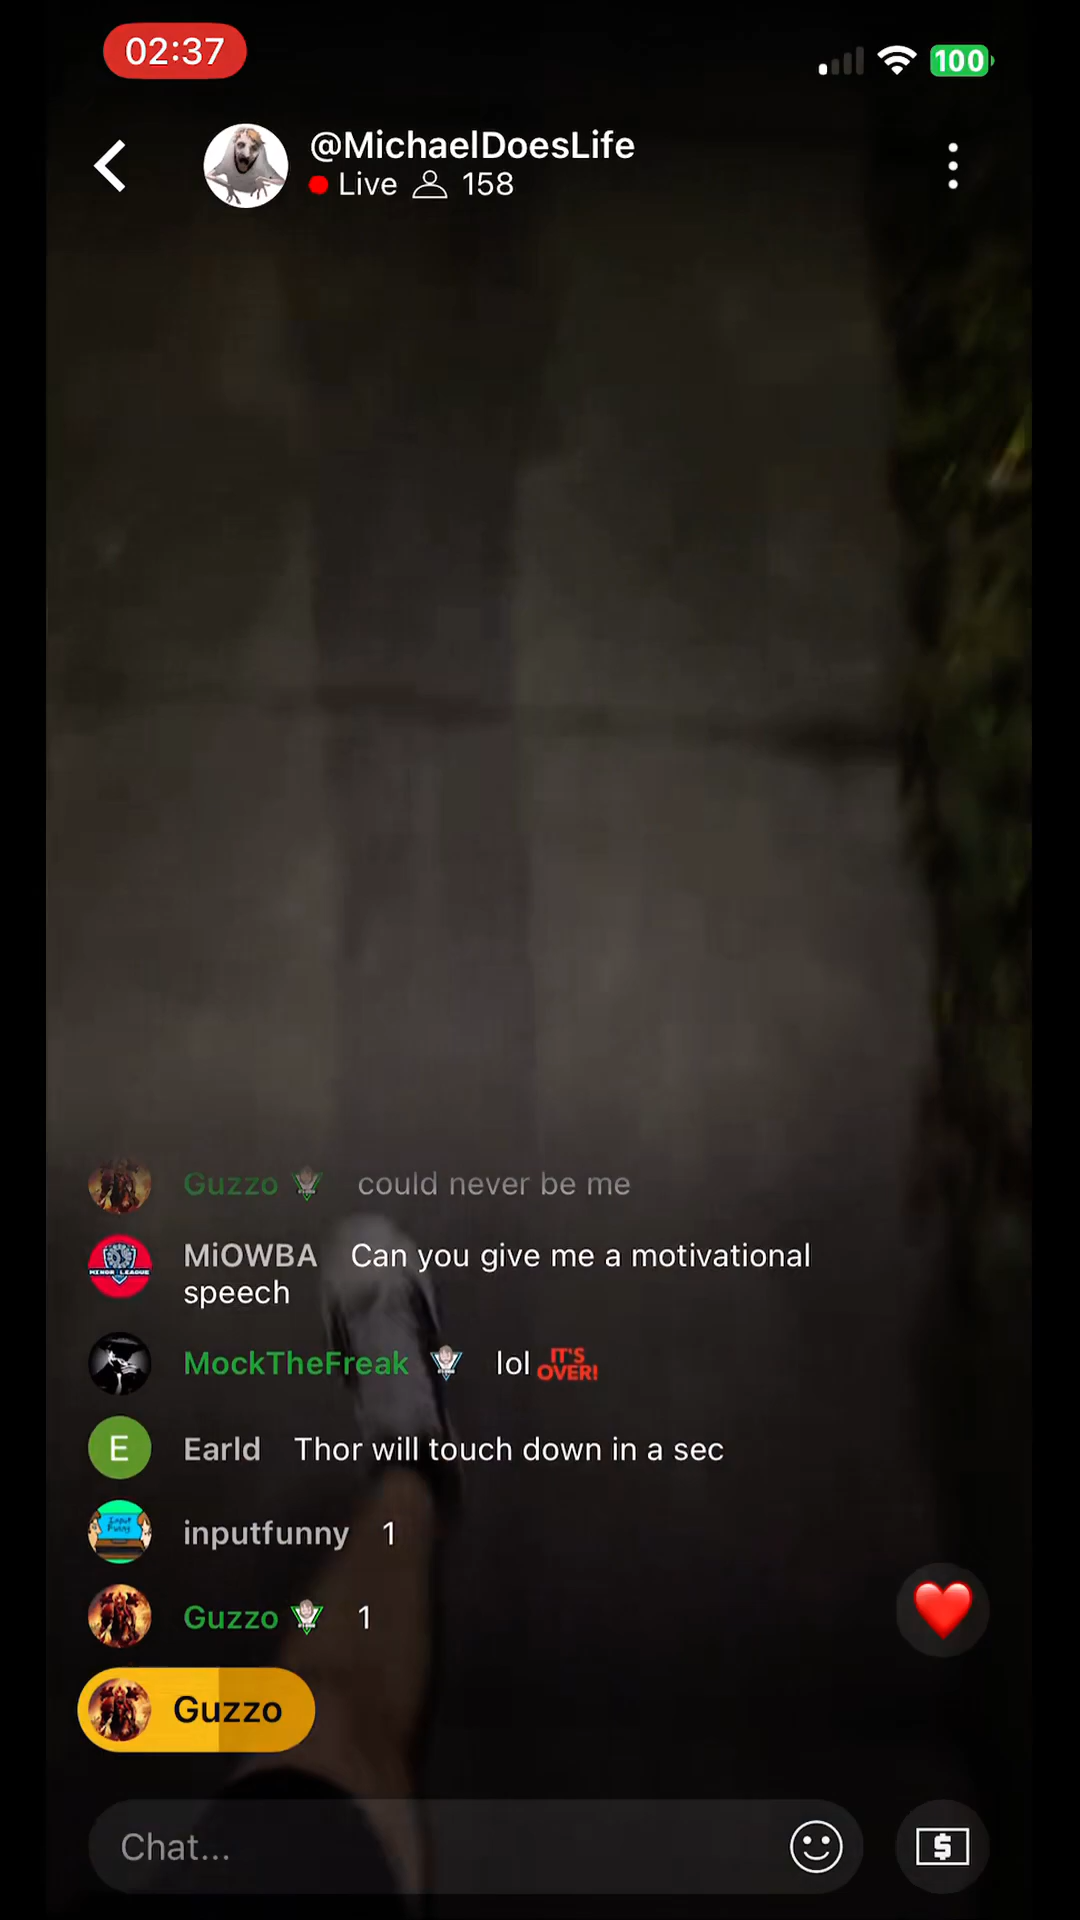 02:37
100
@MichaelDoesLife
Live 158
Guzzo could never be me
MiOWBA Can you give me a motivational
speech
MockTheFreak lol IT'S
OVER!
E Earld Thor will touch down in a sec
inputfunny 1
Guzzo 1
Guzzo
Chat...
$